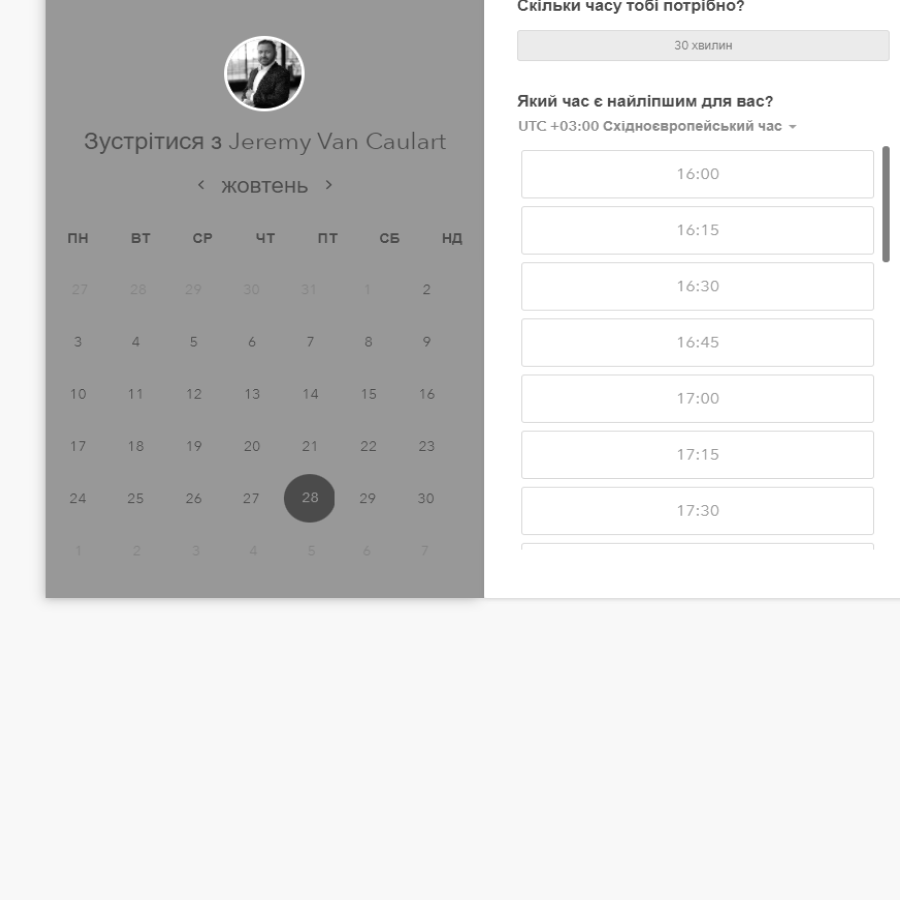 Зустрітися з Jeremy Van Caulart
‹ жовтень ›
ПН ВТ СР ЧТ ПТ СБ НД
27 28 29 30 31 1 2
3 4 5 6 7 8 9
10 11 12 13 14 15 16
17 18 19 20 21 22 23
24 25 26 27 28 29 30
1 2 3 4 5 6 7
Скільки часу тобі потрібно?
30 хвилин
Який час є найліпшим для вас?
UTC +03:00 Східноєвропейський час
16:00
16:15
16:30
16:45
17:00
17:15
17:30